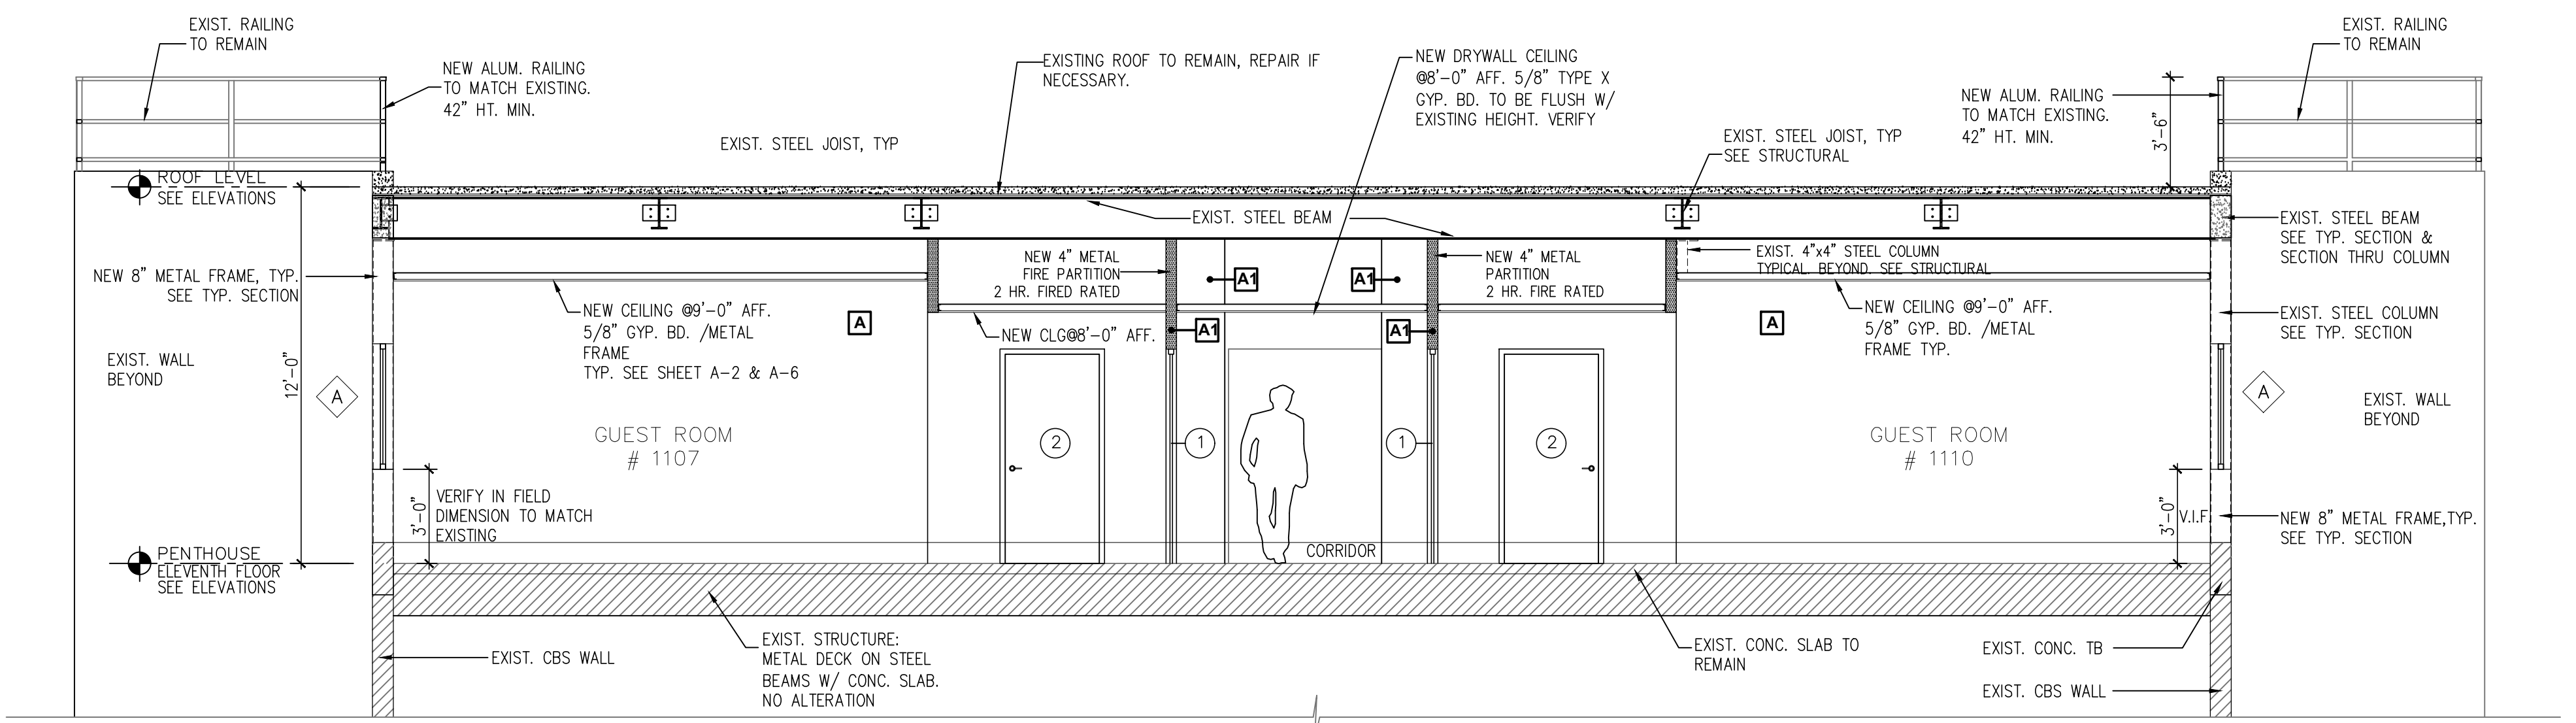 EXIST. RAILING
TO REMAIN
NEW ALUM. RAILING
TO MATCH EXISTING.
42" HT. MIN.
EXISTING ROOF TO REMAIN, REPAIR IF
NECESSARY.
NEW DRYWALL CEILING
@8'-0" AFF. 5/8" TYPE X
GYP. BD. TO BE FLUSH W/
EXISTING HEIGHT. VERIFY
EXIST. STEEL JOIST, TYP
EXIST. STEEL JOIST, TYP
SEE STRUCTURAL
NEW ALUM. RAILING
TO MATCH EXISTING.
42" HT. MIN.
3'-6"
EXIST. RAILING
TO REMAIN
ROOF LEVEL
SEE ELEVATIONS
EXIST. STEEL BEAM
EXIST. STEEL BEAM
SEE TYP. SECTION &
SECTION THRU COLUMN
NEW 8" METAL FRAME, TYP.
SEE TYP. SECTION
NEW 4" METAL
FIRE PARTITION
2 HR. FIRED RATED
A1
A1
NEW 4" METAL
PARTITION
2 HR. FIRE RATED
EXIST. 4"x4" STEEL COLUMN
TYPICAL. BEYOND. SEE STRUCTURAL
NEW CEILING @9'-0" AFF.
5/8" GYP. BD. /METAL
FRAME
TYP. SEE SHEET A-2 & A-6
A
NEW CLG@8'-0" AFF.
A1
A1
A
NEW CEILING @9'-0" AFF.
5/8" GYP. BD. /METAL
FRAME TYP.
EXIST. STEEL COLUMN
SEE TYP. SECTION
EXIST. WALL
BEYOND
12'-0"
A
GUEST ROOM
# 1107
2
1
1
2
GUEST ROOM
# 1110
A
EXIST. WALL
BEYOND
3'-0"
VERIFY IN FIELD
DIMENSION TO MATCH
EXISTING
CORRIDOR
3'-0"
V.I.F.
NEW 8" METAL FRAME,TYP.
SEE TYP. SECTION
PENTHOUSE
ELEVENTH FLOOR
SEE ELEVATIONS
EXIST. CBS WALL
EXIST. STRUCTURE:
METAL DECK ON STEEL
BEAMS W/ CONC. SLAB.
NO ALTERATION
EXIST. CONC. SLAB TO
REMAIN
EXIST. CONC. TB
EXIST. CBS WALL